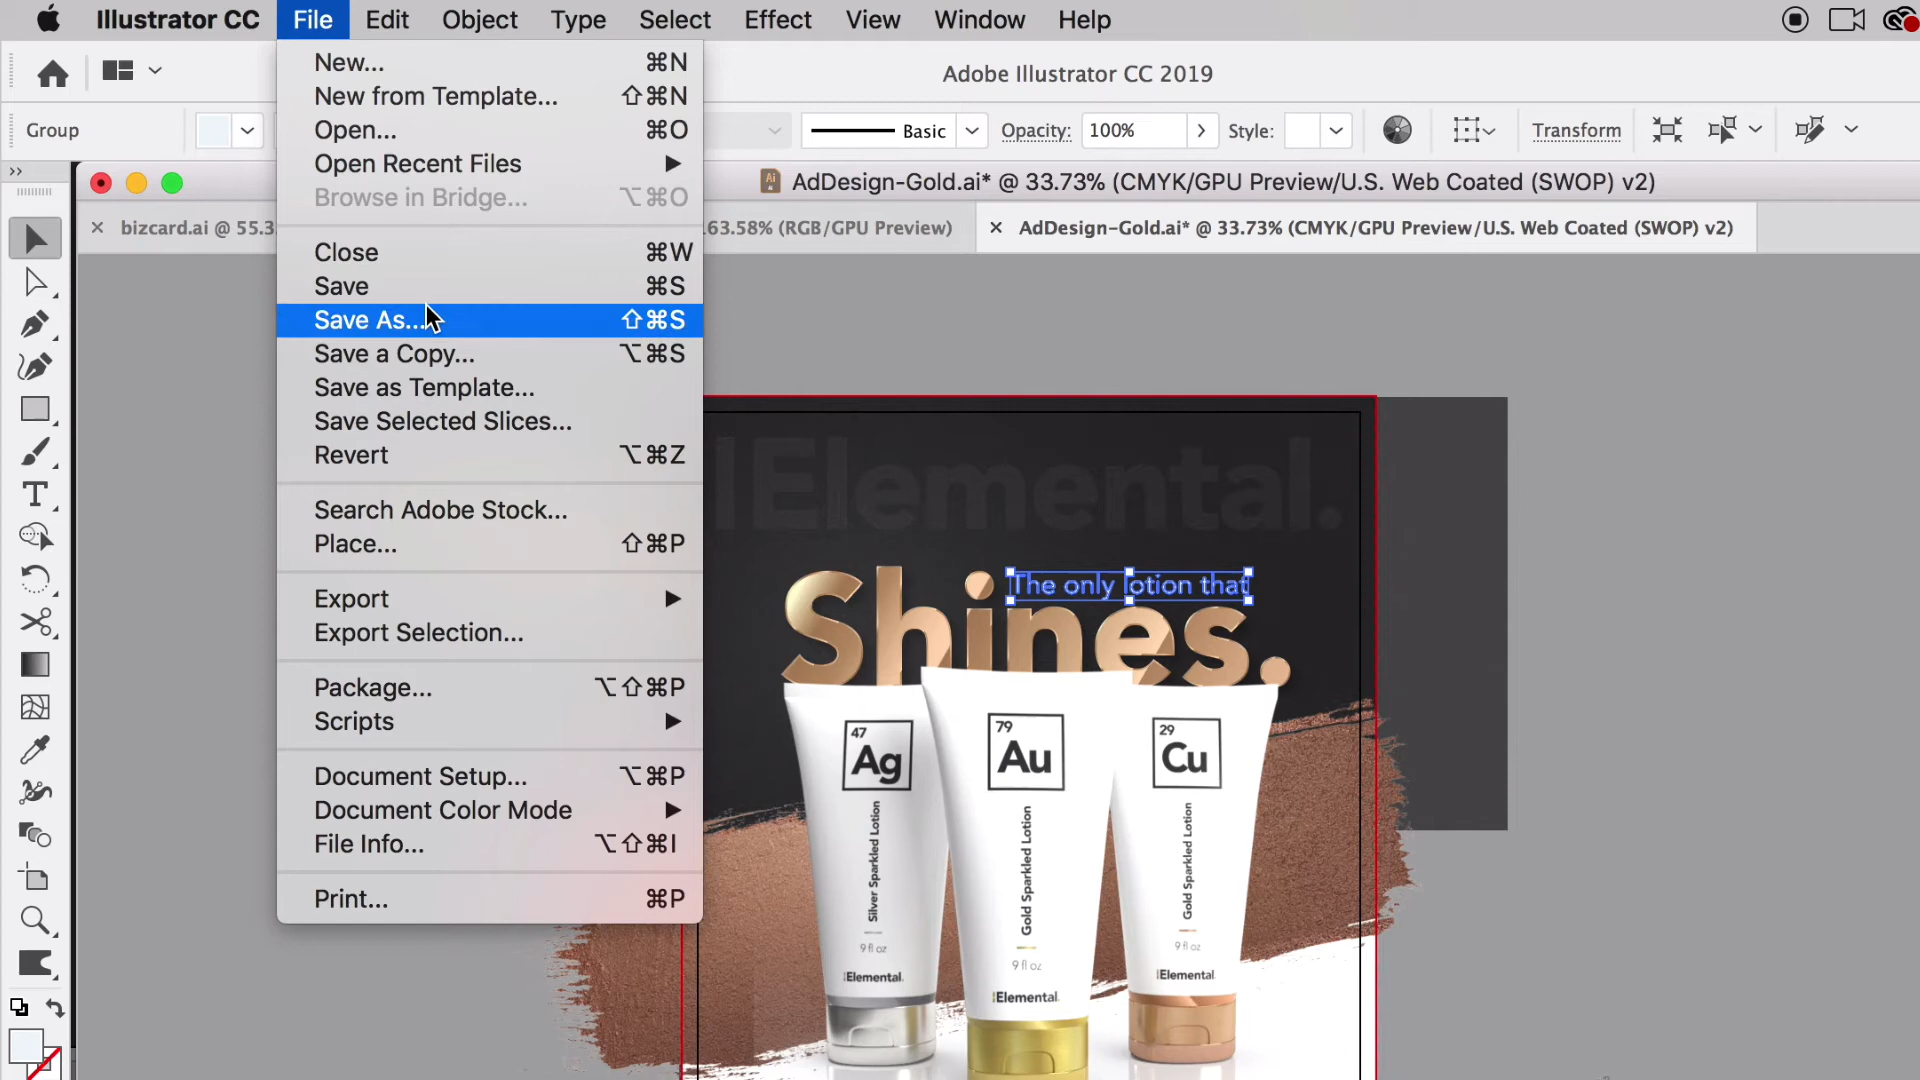 Illustrator CC File Edit Object Type Select Effect View Window Help
Adobe Illustrator CC 2019
Group
Basic
Opacity: 100%
Style:
Transform
AdDesign-Gold.ai* @ 33.73% (CMYK/GPU Preview/U.S. Web Coated (SWOP) v2)
bizcard.ai @ 55.3
63.58% (RGB/GPU Preview)
AdDesign-Gold.ai* @ 33.73% (CMYK/GPU Preview/U.S. Web Coated (SWOP) v2)
New... ⌘N
New from Template... ⇧⌘N
Open... ⌘O
Open Recent Files
Browse in Bridge... ⌥⌘O
Close ⌘W
Save ⌘S
Save As... ⇧⌘S
Save a Copy... ⌥⌘S
Save as Template...
Save Selected Slices...
Revert ⌥⌘Z
Search Adobe Stock...
Place... ⇧⌘P
Export
Export Selection...
Package... ⌥⇧⌘P
Scripts
Document Setup... ⌥⌘P
Document Color Mode
File Info... ⌥⇧⌘I
Print... ⌘P
Elemental.
The only lotion that
Shines.
47
Ag
Silver Sparkled Lotion
9 fl oz
Elemental.
79
Au
Gold Sparkled Lotion
9 fl oz
Elemental.
29
Cu
Gold Sparkled Lotion
9 fl oz
Elemental.